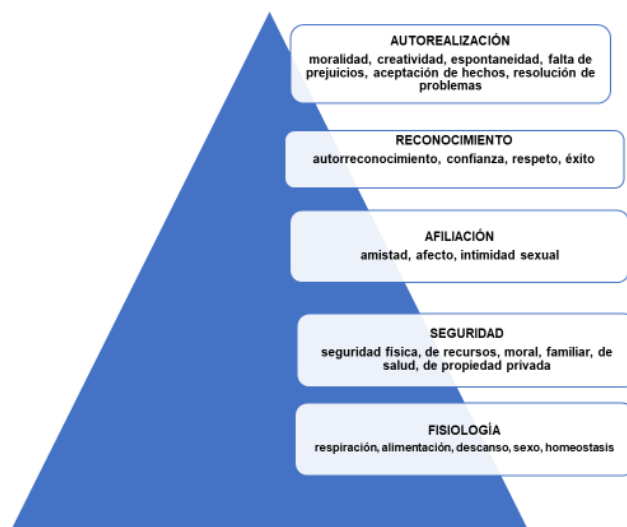 AUTOREALIZACIÓN
moralidad, creatividad, espontaneidad, falta de
prejuicios, aceptación de hechos, resolución de
problemas
RECONOCIMIENTO
autorreconocimiento, confianza, respeto, éxito
AFILIACIÓN
amistad, afecto, intimidad sexual
SEGURIDAD
seguridad física, de recursos, moral, familiar, de
salud, de propiedad privada
FISIOLOGÍA
respiración, alimentación, descanso, sexo, homeostasis